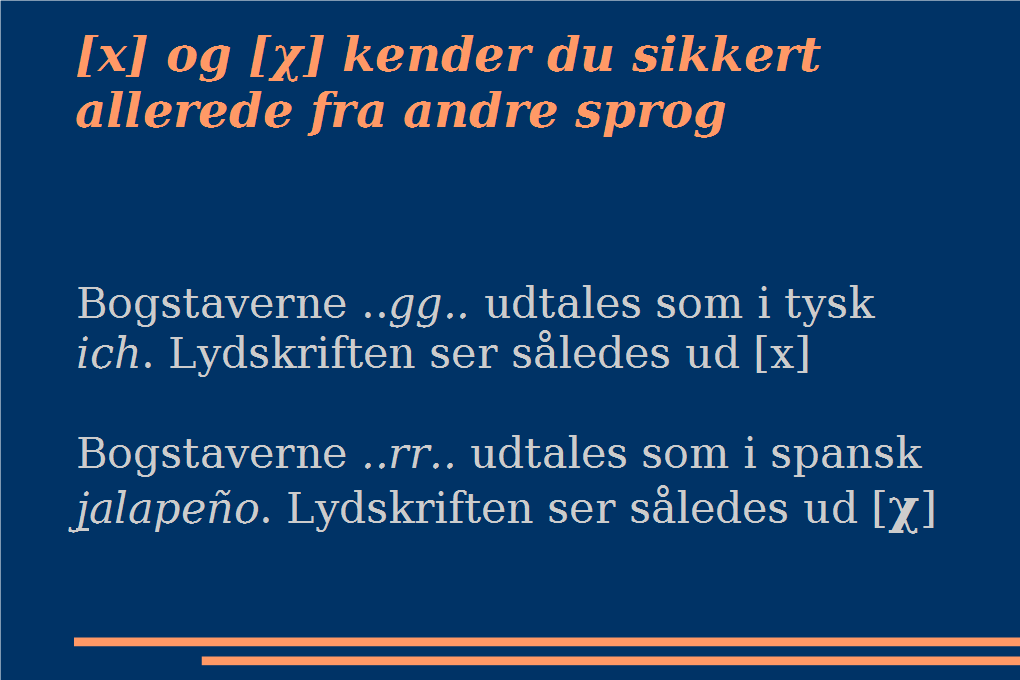 [x] og [χ] kender du sikkert
allerede fra andre sprog
Bogstaverne ..gg.. udtales som i tysk
ich. Lydskriften ser således ud [x]
Bogstaverne ..rr.. udtales som i spansk
jalapeño. Lydskriften ser således ud [χ]